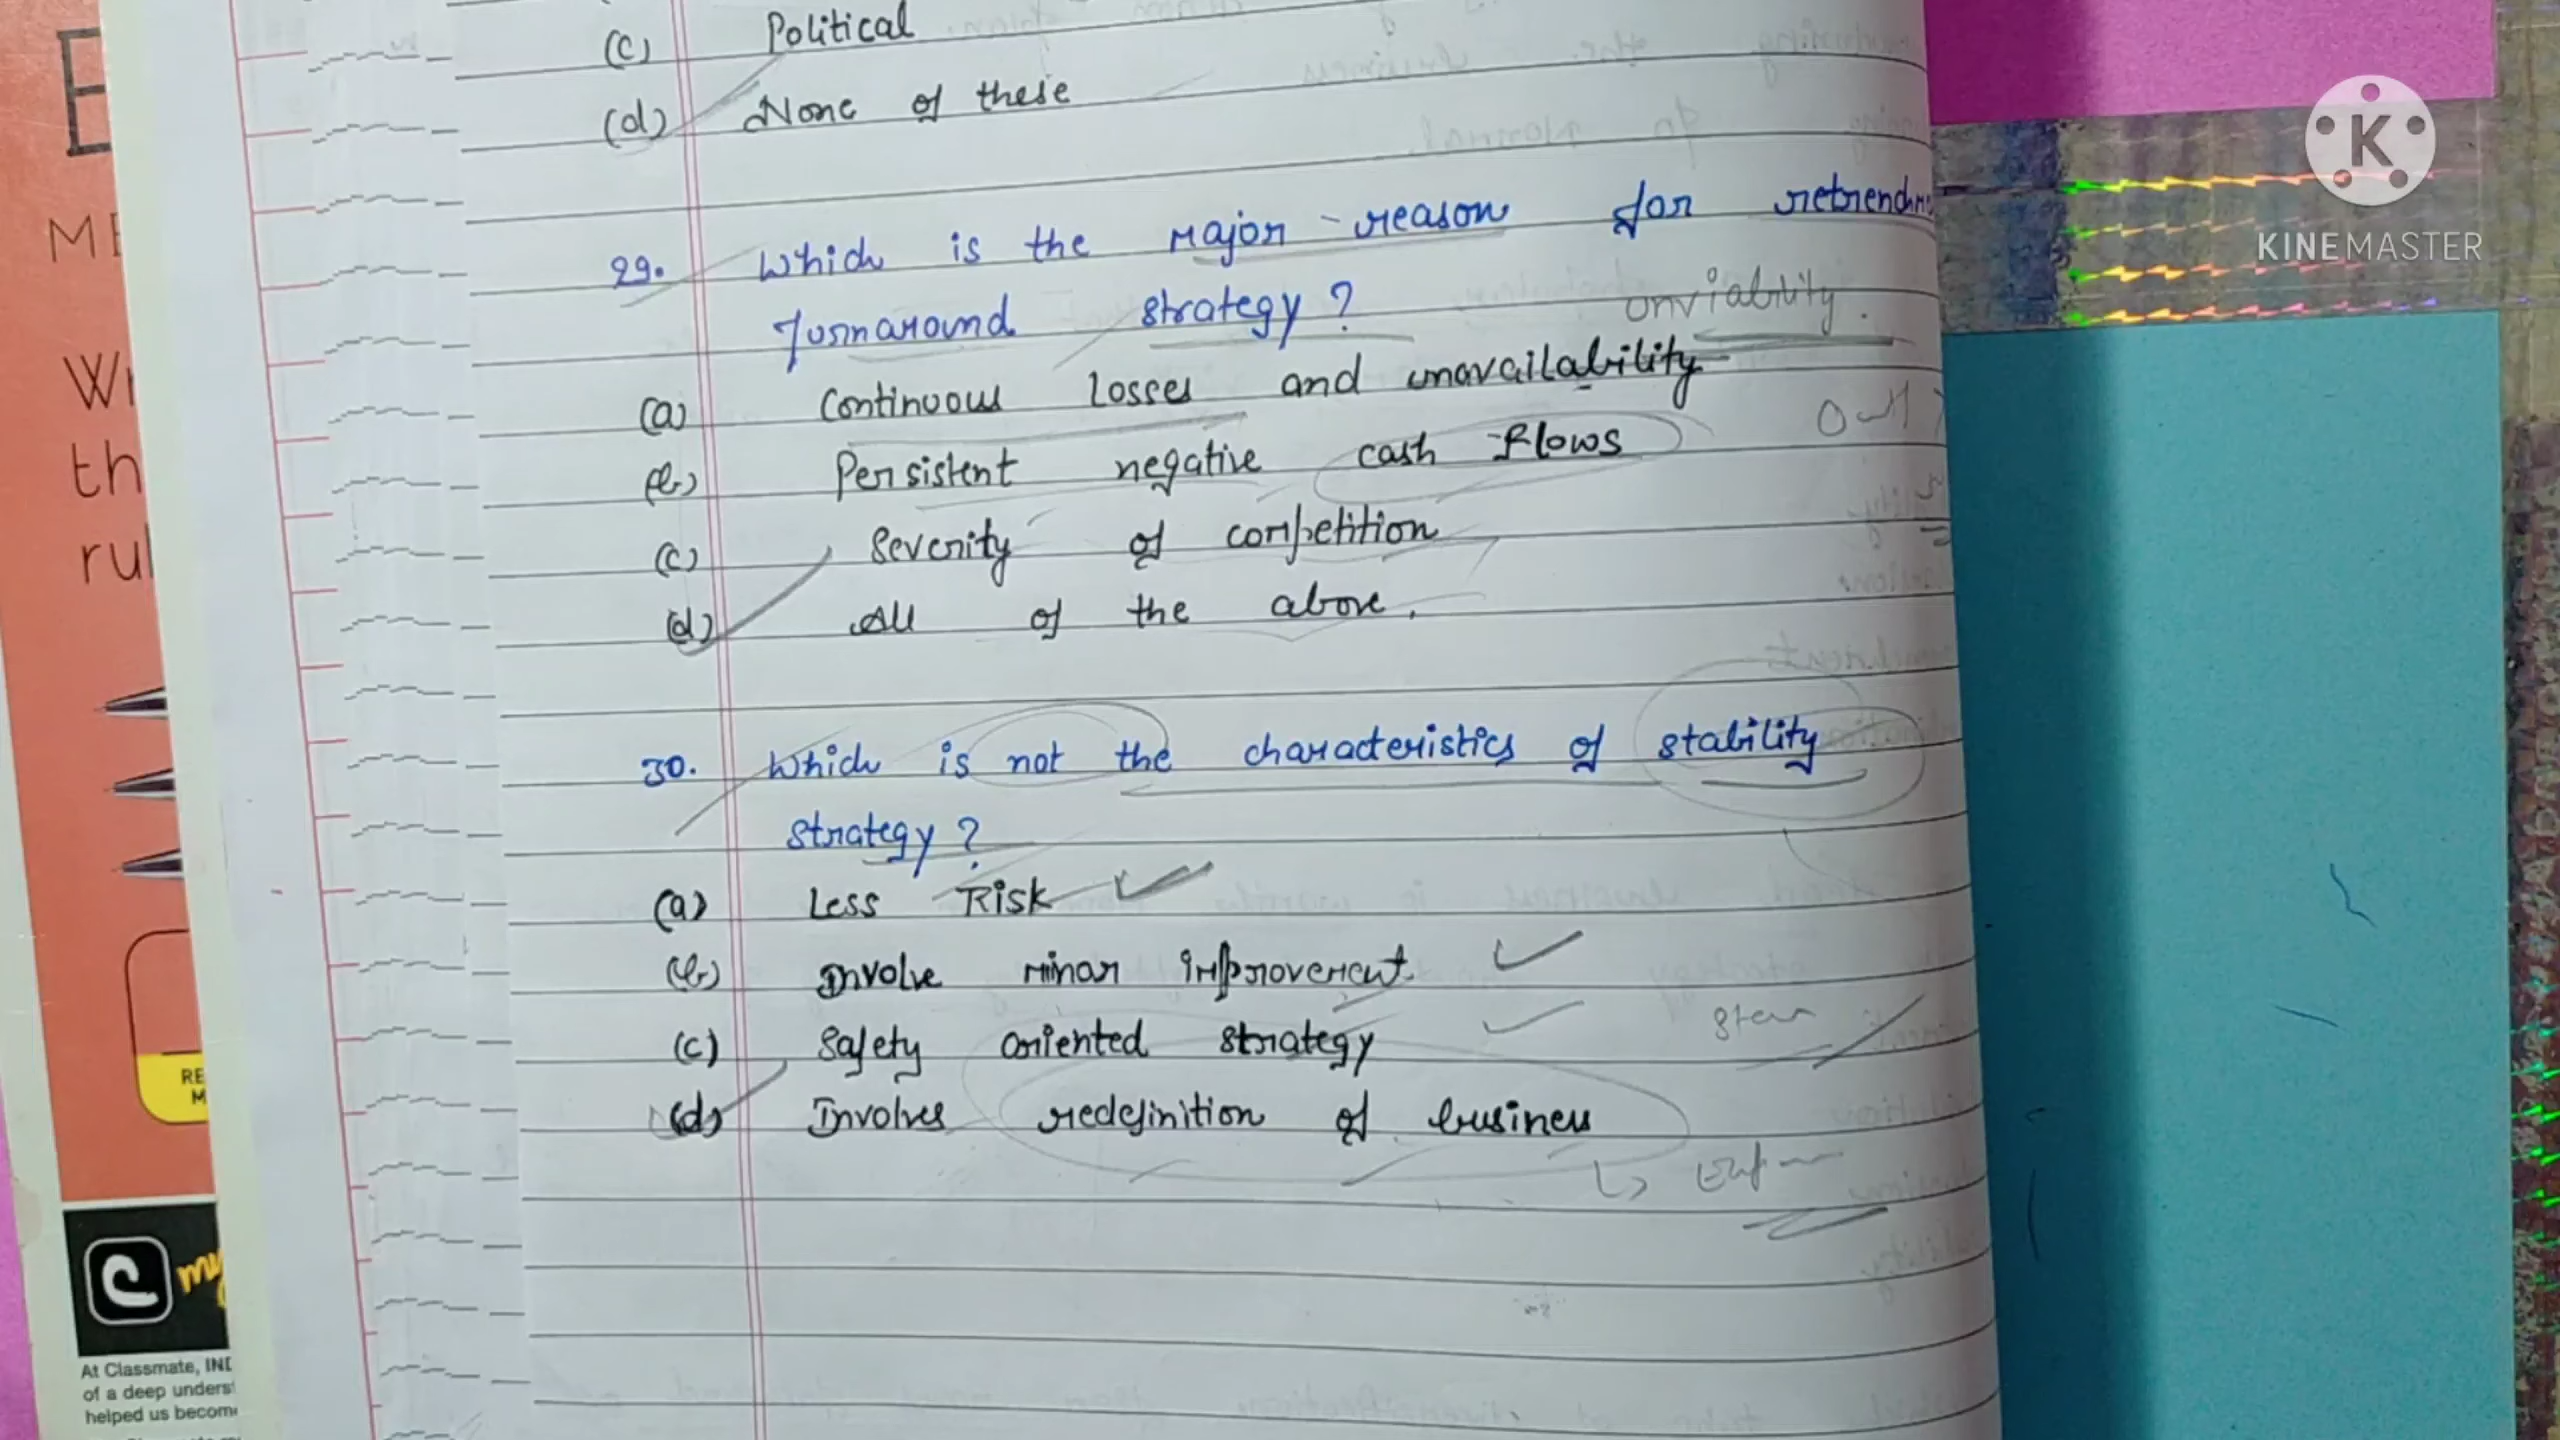 (c) Political
(d) None of these
29. Which is the Major reason for retrenchme
Turnaround strategy?
unviability.
(a) Continuous Losses and unavailability
(b) Persistent negative cash flows
(c) Severity of competition
(d) All of the above.
30. Which is not the characteristics of stability
strategy?
(a) Less Risk
(b) Involve minor improvement
(c) Safety oriented strategy
(d) Involves redefinition of business
KINEMASTER
K
At Classmate, IN
of a deep unders
helped us becom